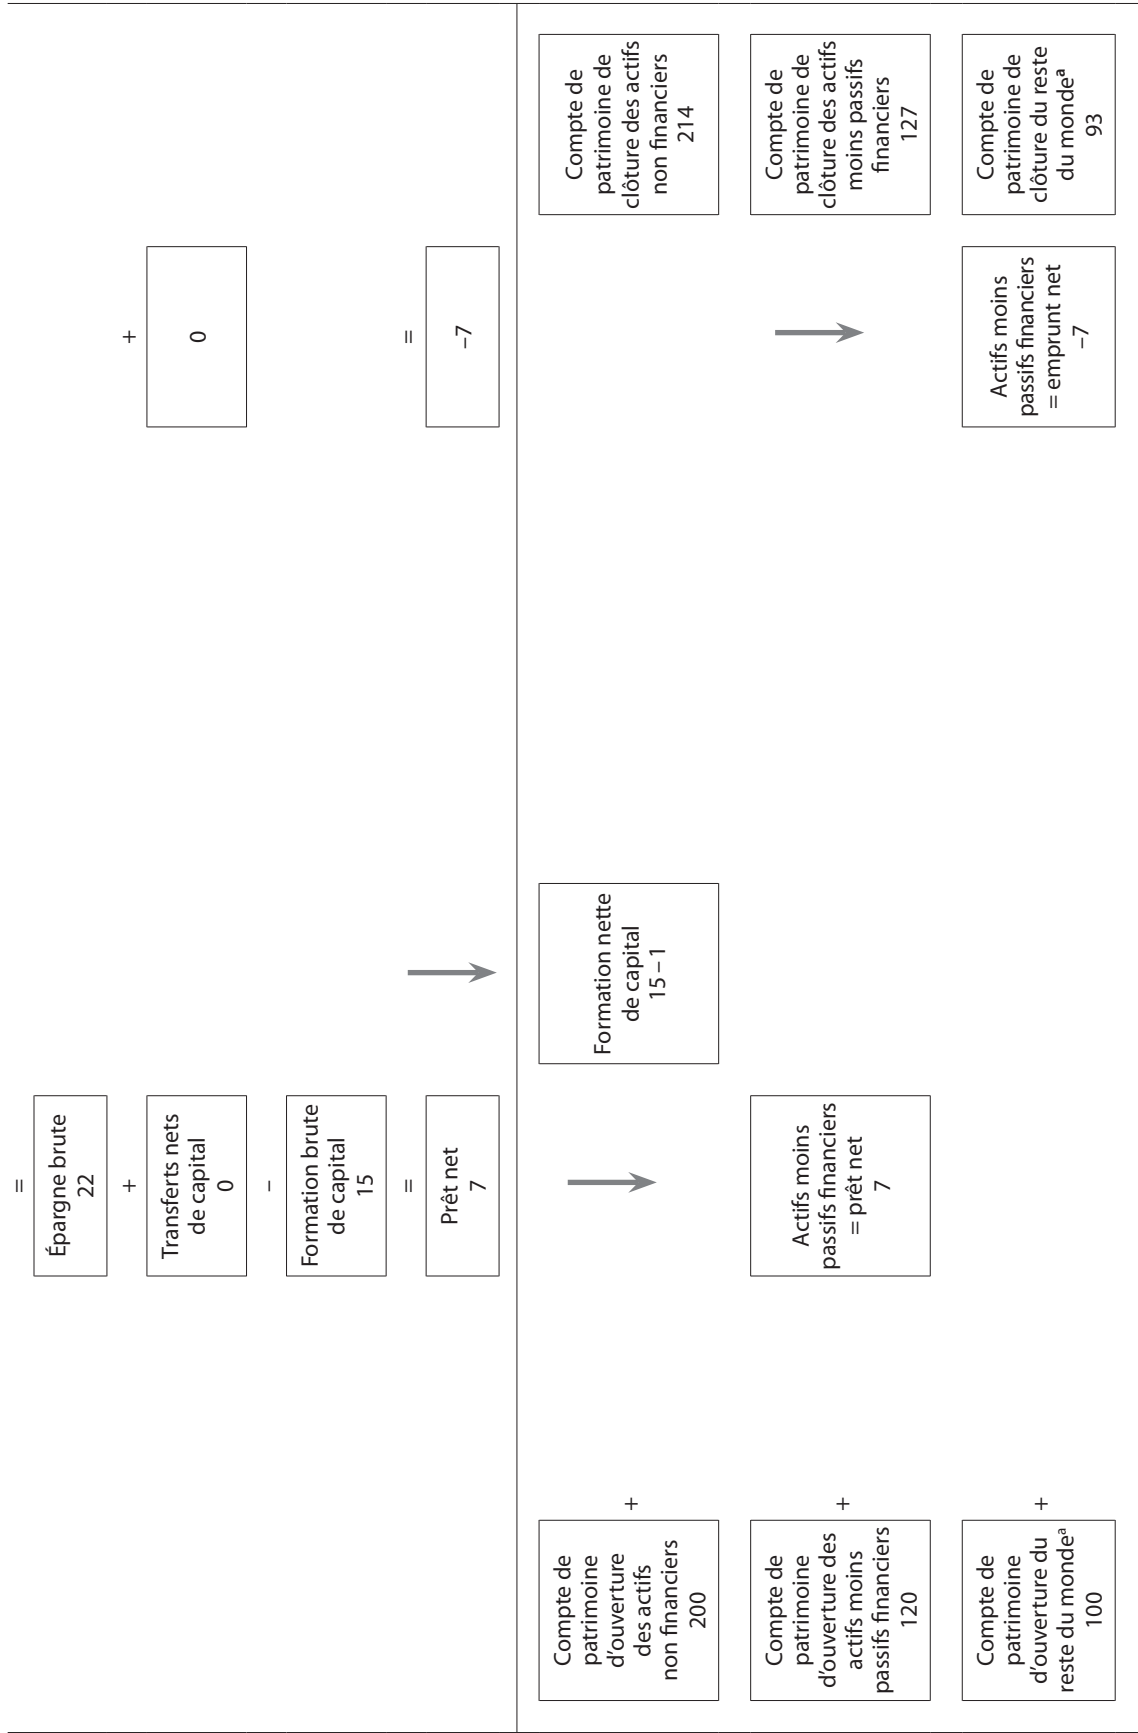 =
Épargne brute
22
+
+
Transferts nets
de capital
0
0
–
Formation brute
de capital
15
=
=
Prêt net
7
–7
Compte de
patrimoine
d'ouverture
des actifs
non financiers
200
+
Formation nette
de capital
15 – 1
Compte de
patrimoine de
clôture des actifs
non financiers
214
Compte de
patrimoine
d'ouverture des
actifs moins
passifs financiers
120
+
Actifs moins
passifs financiers
= prêt net
7
Compte de
patrimoine de
clôture des actifs
moins passifs
financiers
127
Compte de
patrimoine
d'ouverture du
reste du mondeᵃ
100
+
Actifs moins
passifs financiers
= emprunt net
–7
Compte de
patrimoine de
clôture du reste
du mondeᵃ
93